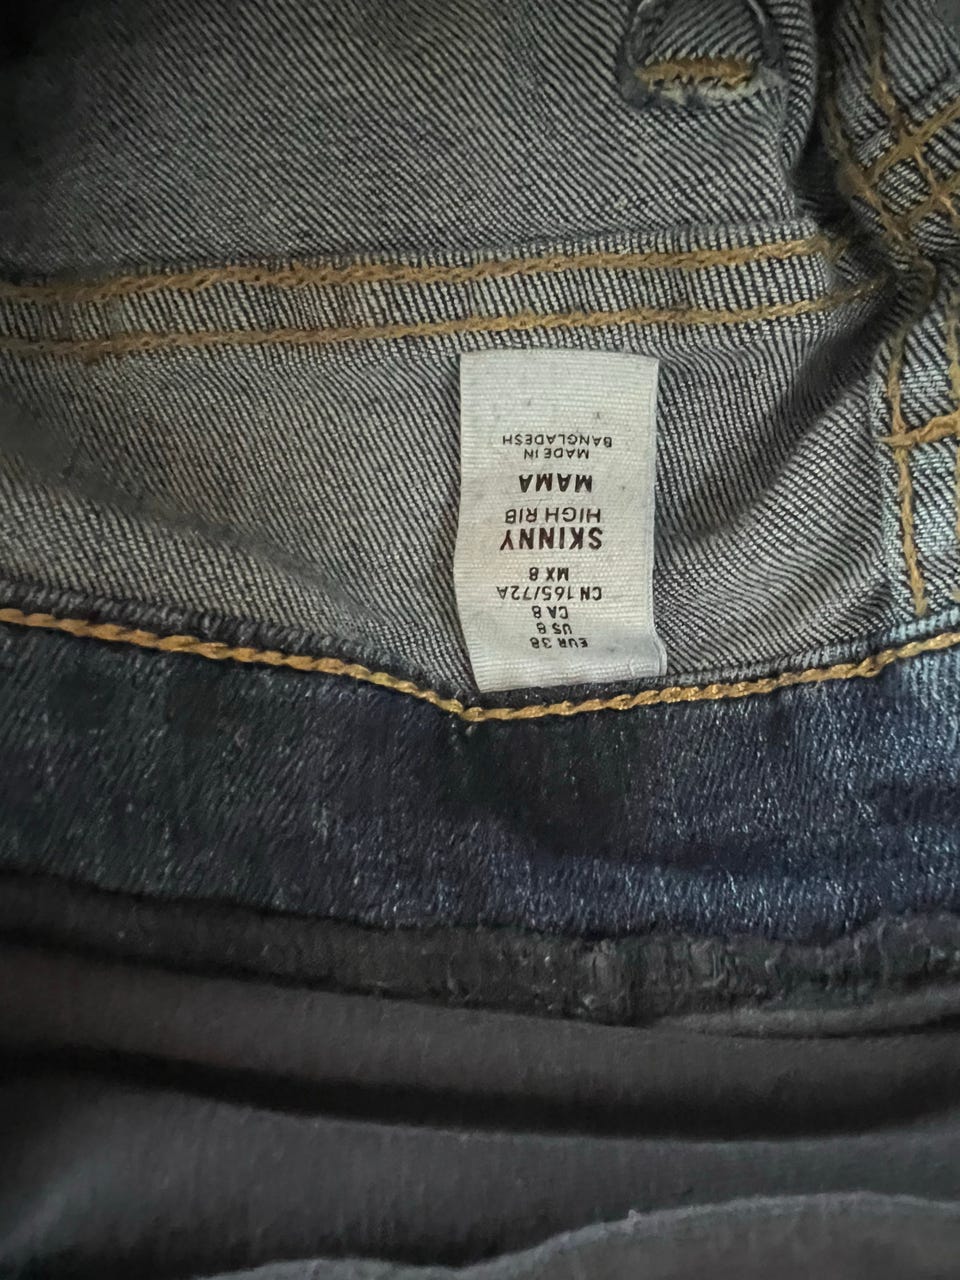 EUR 38
US 8
CA 8
CN 165/72A
MX 8
SKINNY
HIGH RIB
MAMA
MADE IN
BANGLADESH